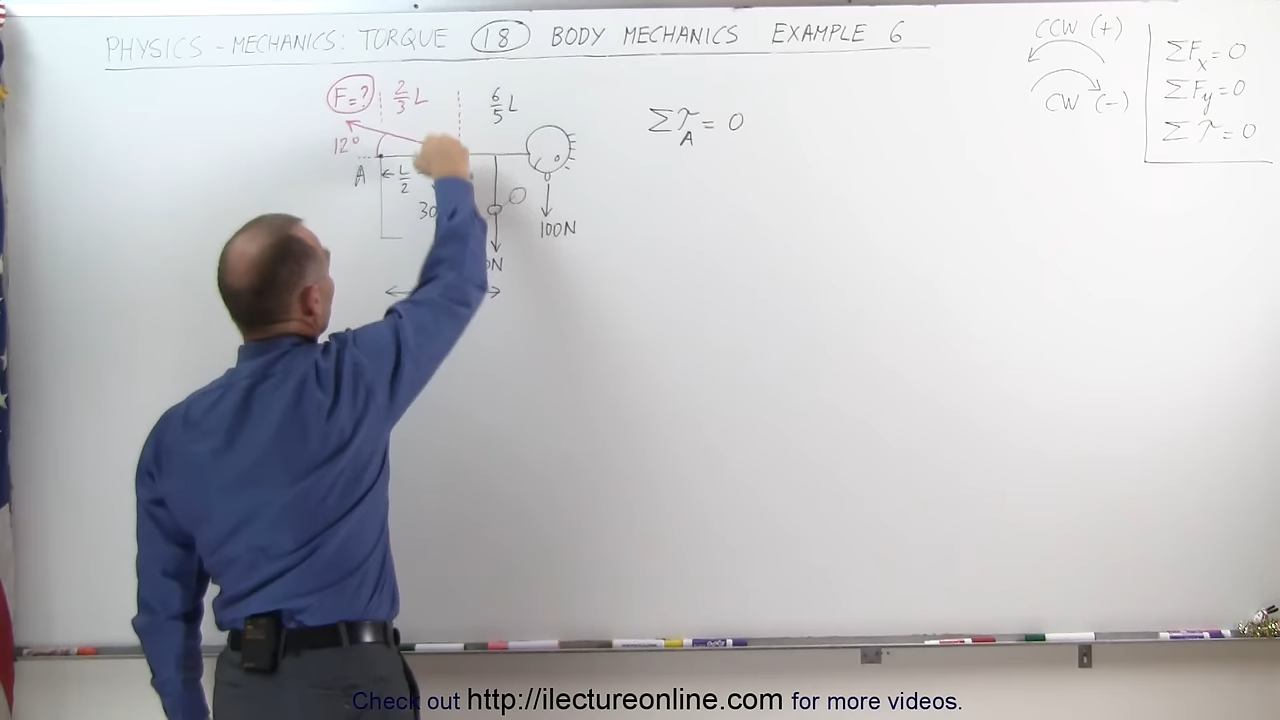 PHYSICS - MECHANICS: TORQUE (18) BODY MECHANICS EXAMPLE 6
CCW (+)
CW (-)
ΣFx = 0
ΣFy = 0
Στ = 0
F=?
2/3 L
6/5 L
12°
A
L/2
30
100N
N
Στ_A = 0
Check out http://ilectureonline.com for more videos.